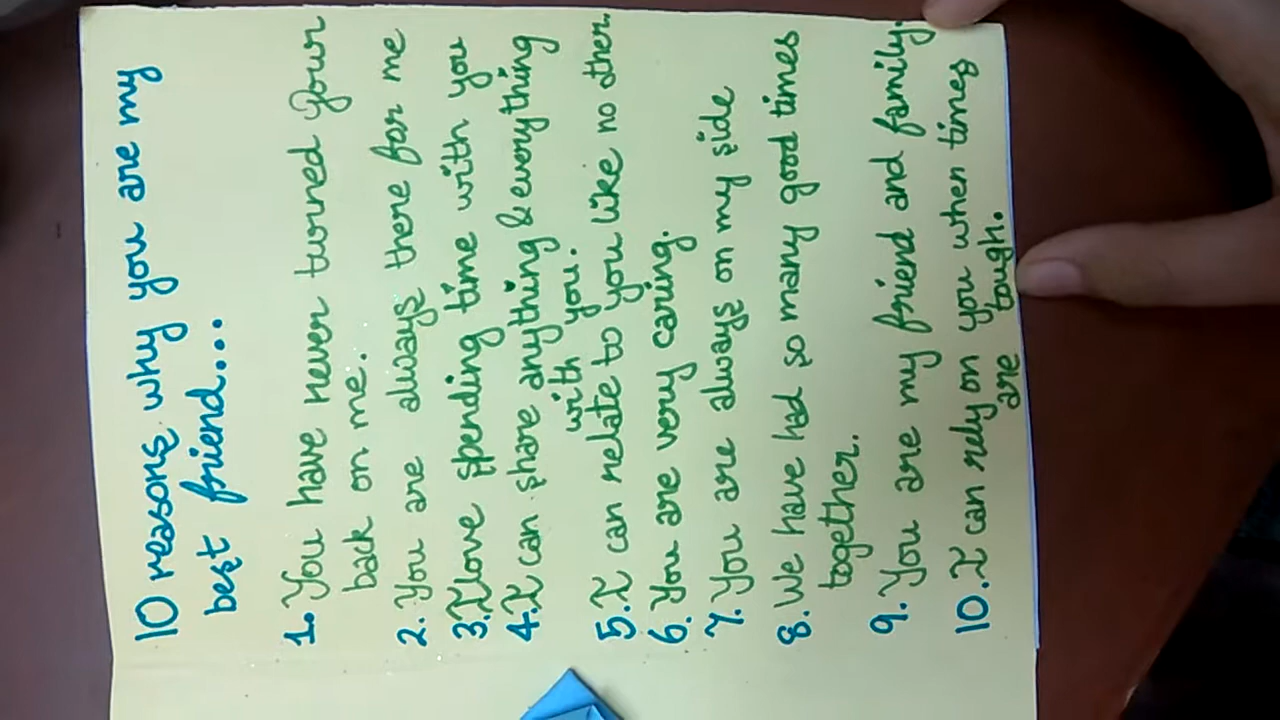 10 reasons why you are my
best friend...
1. You have never turned your
back on me.
2. You are always there for me
3. I love spending time with you
4. I can share anything & everything
with you.
5. I can relate to you like no other.
6. You are very caring.
7. You are always on my side
8. We have had so many good times
together.
9. You are my friend and family.
10. I can rely on you when times
are tough.